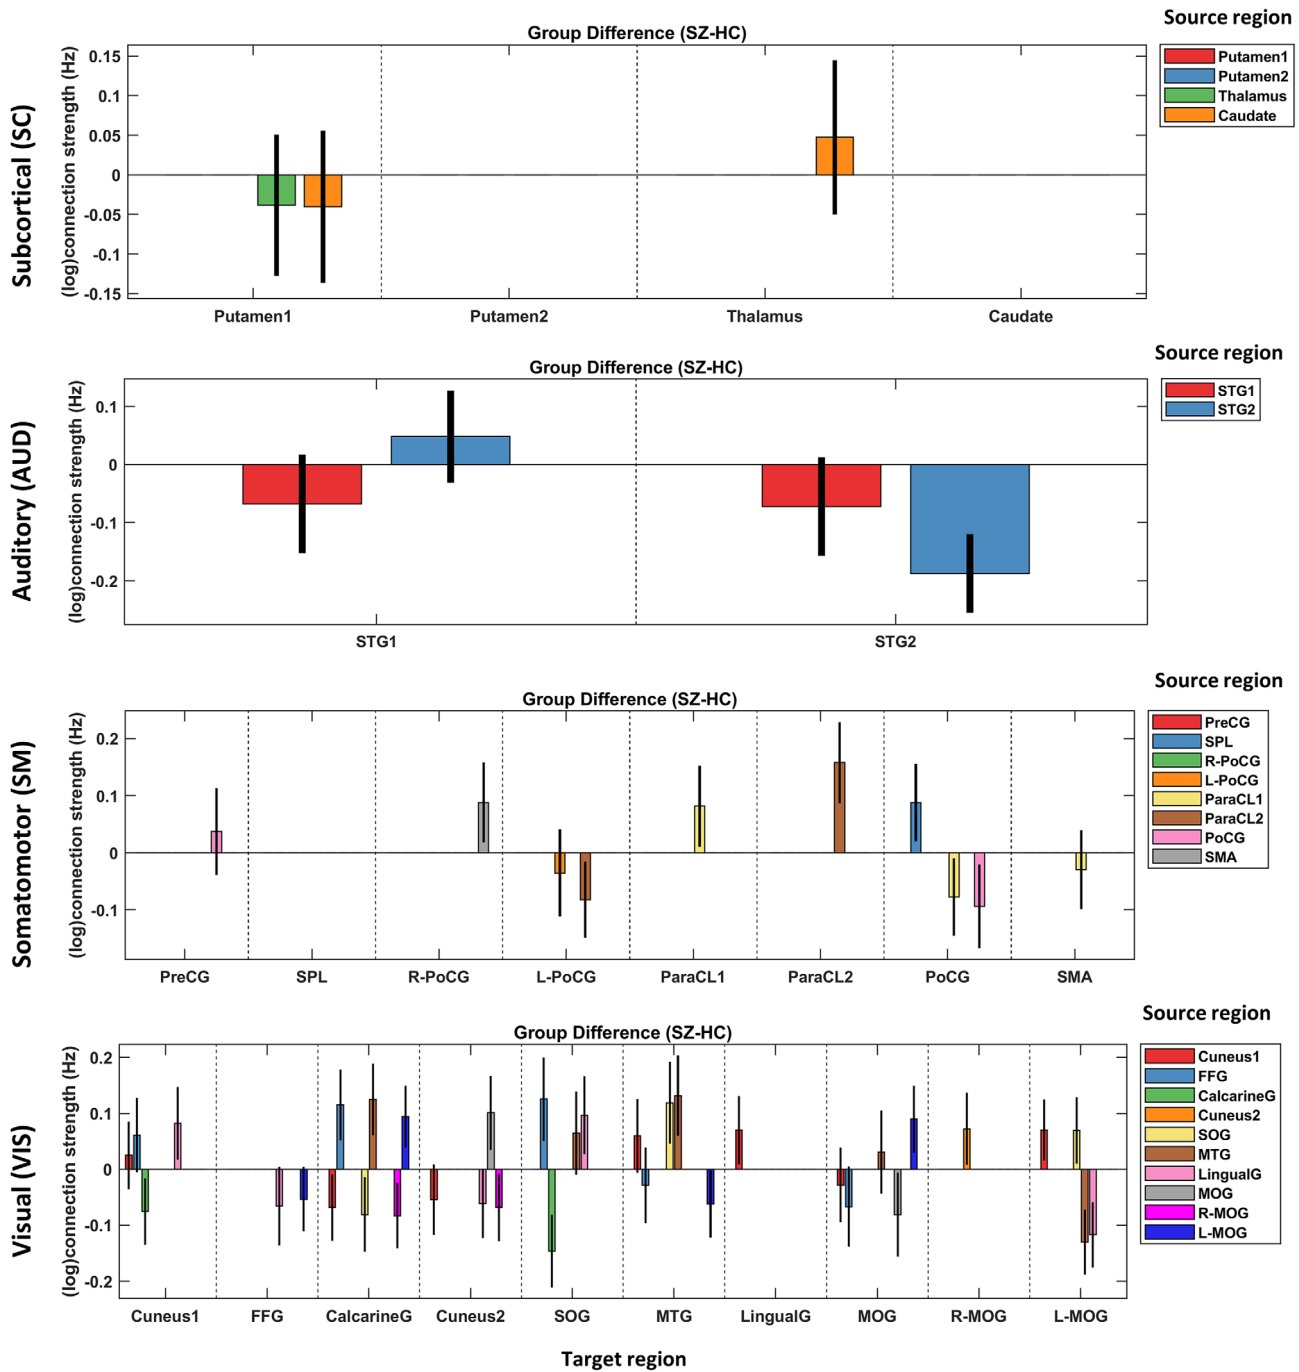 Source region
Group Difference (SZ-HC)
Subcortical (SC)
(log)connection strength (Hz)
0.15
0.1
0.05
0
-0.05
-0.1
-0.15
Putamen1
Putamen2
Thalamus
Caudate
Putamen1
Putamen2
Thalamus
Caudate
Source region
Group Difference (SZ-HC)
Auditory (AUD)
(log)connection strength (Hz)
0.1
0
-0.1
-0.2
STG1
STG2
STG1
STG2
Source region
Group Difference (SZ-HC)
Somatomotor (SM)
(log)connection strength (Hz)
0.2
0.1
0
-0.1
PreCG
SPL
R-PoCG
L-PoCG
ParaCL1
ParaCL2
PoCG
SMA
PreCG
SPL
R-PoCG
L-PoCG
ParaCL1
ParaCL2
PoCG
SMA
Source region
Group Difference (SZ-HC)
Visual (VIS)
(log)connection strength (Hz)
0.2
0.1
0
-0.1
-0.2
Cuneus1
FFG
CalcarineG
Cuneus2
SOG
MTG
LingualG
MOG
R-MOG
L-MOG
Cuneus1
FFG
CalcarineG
Cuneus2
SOG
MTG
LingualG
MOG
R-MOG
L-MOG
Target region